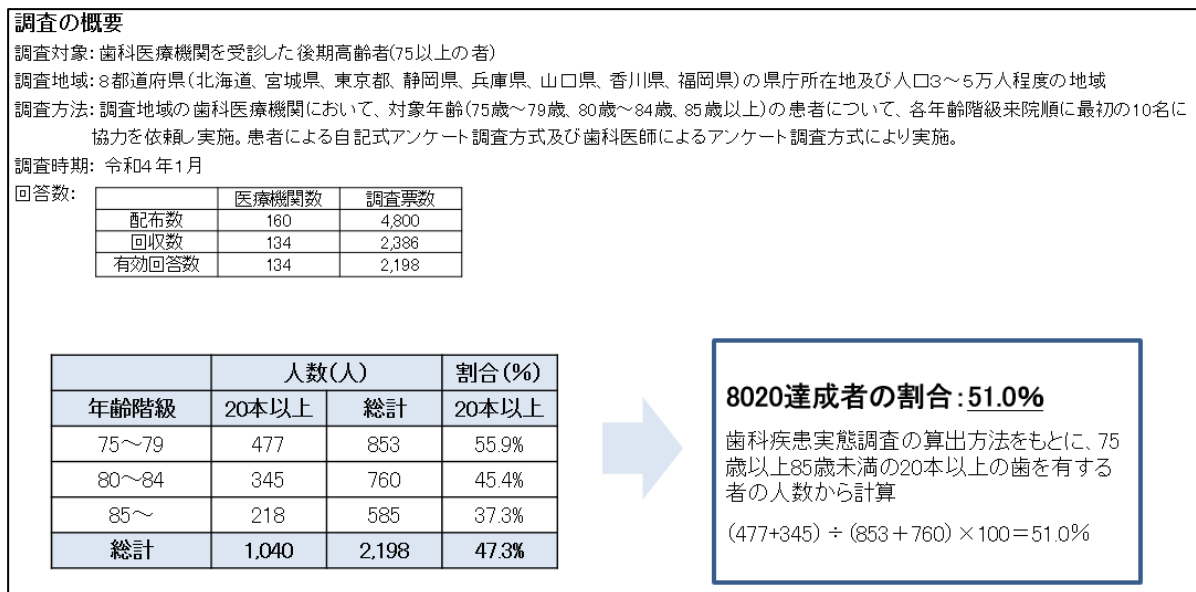 調査の概要
調査対象：歯科医療機関を受診した後期高齢者(75以上の者)
調査地域：8都道府県(北海道、宮城県、東京都、静岡県、兵庫県、山口県、香川県、福岡県)の県庁所在地及び人口3～5万人程度の地域
調査方法：調査地域の歯科医療機関において、対象年齢(75歳～79歳、80歳～84歳、85歳以上)の患者について、各年齢階級来院順に最初の10名に
協力を依頼し実施。患者による自記式アンケート調査方式及び歯科医師によるアンケート調査方式により実施。
調査時期：令和4年1月
回答数：
医療機関数 調査票数
配布数 160 4,800
回収数 134 2,386
有効回答数 134 2,198
人数(人) 割合(%)
年齢階級 20本以上 総計 20本以上
75～79 477 853 55.9%
80～84 345 760 45.4%
85～ 218 585 37.3%
総計 1,040 2,198 47.3%
8020達成者の割合：51.0%
歯科疾患実態調査の算出方法をもとに、75
歳以上85歳未満の20本以上の歯を有する
者の人数から計算
(477+345)÷(853＋760)×100＝51.0%